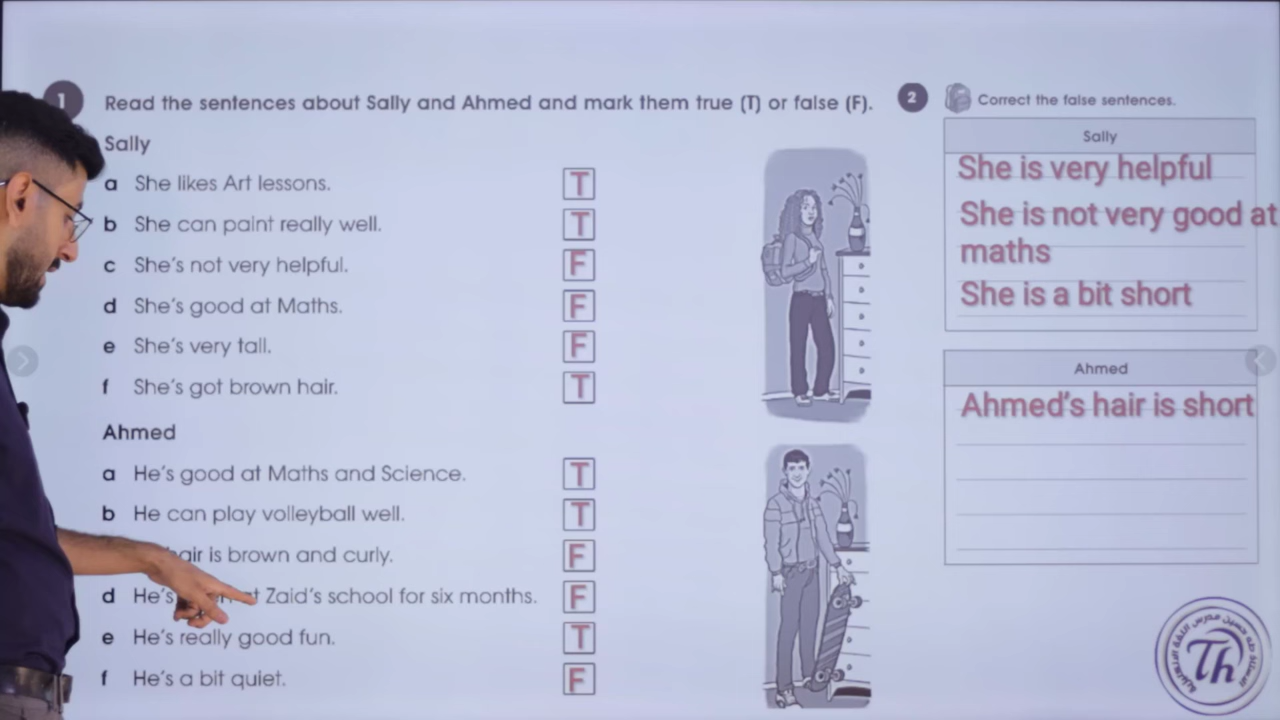 1 Read the sentences about Sally and Ahmed and mark them true (T) or false (F).
Sally
a She likes Art lessons. T
b She can paint really well. T
c She's not very helpful. F
d She's good at Maths. F
e She's very tall. F
f She's got brown hair. T
Ahmed
a He's good at Maths and Science. T
b He can play volleyball well. T
hair is brown and curly. F
d He's Zaid's school for six months. F
e He's really good fun. T
f He's a bit quiet. F
2 Correct the false sentences.
Sally
She is very helpful
She is not very good at
maths
She is a bit short
Ahmed
Ahmed's hair is short
Th